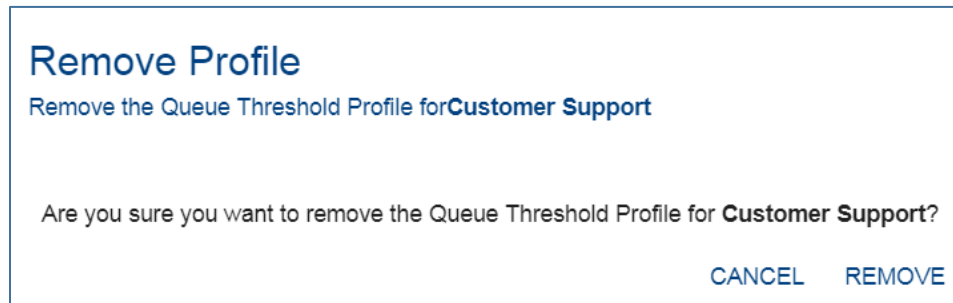 Remove Profile
Remove the Queue Threshold Profile forCustomer Support
Are you sure you want to remove the Queue Threshold Profile for Customer Support?
CANCEL REMOVE